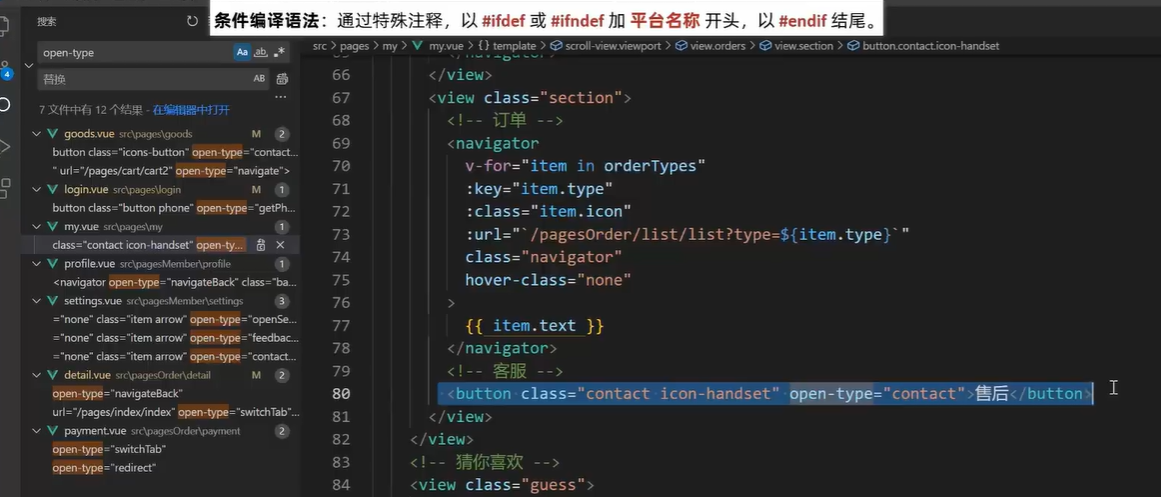 条件编译语法：通过特殊注释，以 #ifdef 或 #ifndef 加 平台名称 开头，以 #endif 结尾。
搜索
open-type
Aa ab .*
替换
AB
7 文件中有 12 个结果 - 在编辑器中打开
goods.vue src\pages\goods M 2
button class="icons-button" open-type="contact...
" url="/pages/cart/cart2" open-type="navigate">
login.vue src\pages\login M 1
button class="button phone" open-type="getPh...
my.vue src\pages\my 1
class="contact icon-handset" open-ty...
profile.vue src\pagesMember\profile 1
<navigator open-type="navigateBack" class="ba...
settings.vue src\pagesMember\settings 3
="none" class="item arrow" open-type="openSe...
="none" class="item arrow" open-type="feedbac...
="none" class="item arrow" open-type="contact...
detail.vue src\pagesOrder\detail M 2
open-type="navigateBack"
url="/pages/index/index" open-type="switchTab"...
payment.vue src\pagesOrder\payment 2
open-type="switchTab"
open-type="redirect"
4
src > pages > my > my.vue > {} template > scroll-view.viewport > view.orders > view.section > button.contact.icon-handset
66 </view>
67 <view class="section">
68 <!-- 订单 -->
69 <navigator
70 v-for="item in orderTypes"
71 :key="item.type"
72 :class="item.icon"
73 :url="`/pagesOrder/list/list?type=${item.type}`"
74 class="navigator"
75 hover-class="none"
76 >
77 {{ item.text }}
78 </navigator>
79 <!-- 客服 -->
80 <button class="contact icon-handset" open-type="contact">售后</button>
81 </view>
82 </view>
83 <!-- 猜你喜欢 -->
84 <view class="guess">